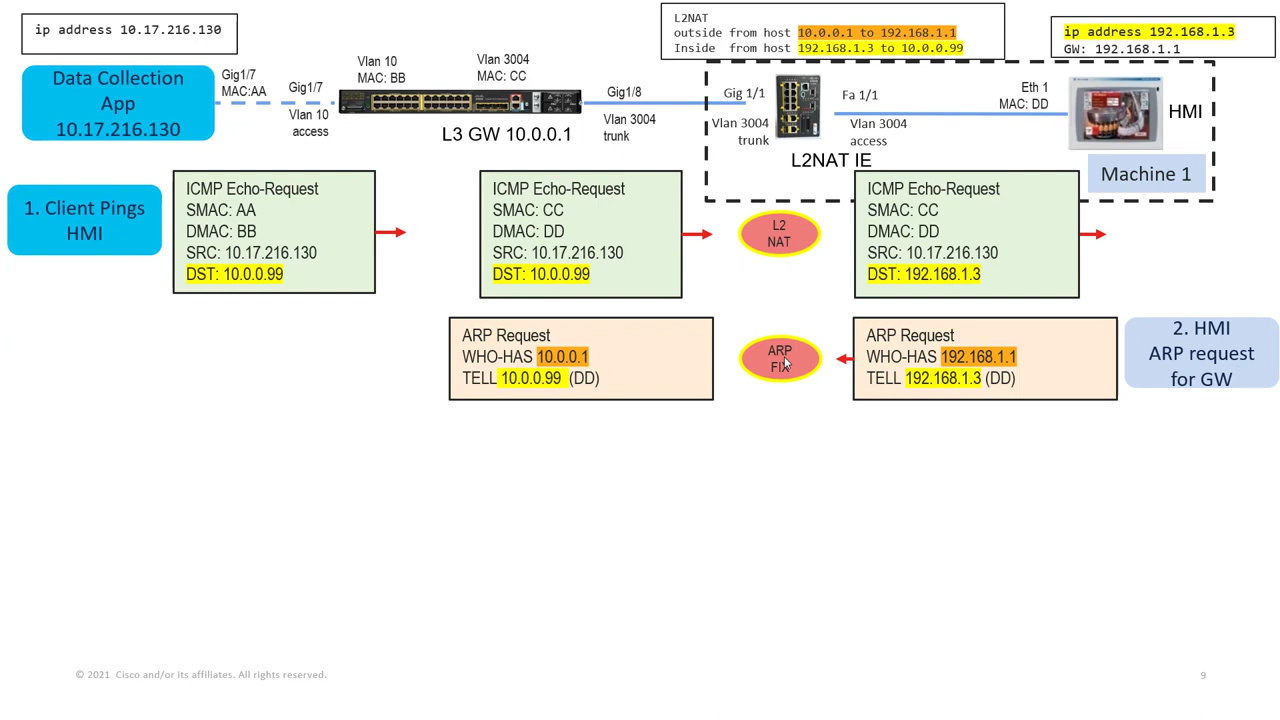 ip address 10.17.216.130
L2NAT
outside from host 10.0.0.1 to 192.168.1.1
Inside from host 192.168.1.3 to 10.0.0.99
ip address 192.168.1.3
GW: 192.168.1.1
Data Collection
App
10.17.216.130
Gig1/7
MAC:AA
Gig1/7
Vlan 10
access
Vlan 10
MAC: BB
Vlan 3004
MAC: CC
L3 GW 10.0.0.1
Gig1/8
Vlan 3004
trunk
Gig 1/1
Vlan 3004
trunk
L2NAT IE
Fa 1/1
Vlan 3004
access
Eth 1
MAC: DD
HMI
Machine 1
1. Client Pings
HMI
ICMP Echo-Request
SMAC: AA
DMAC: BB
SRC: 10.17.216.130
DST: 10.0.0.99
ICMP Echo-Request
SMAC: CC
DMAC: DD
SRC: 10.17.216.130
DST: 10.0.0.99
L2
NAT
ICMP Echo-Request
SMAC: CC
DMAC: DD
SRC: 10.17.216.130
DST: 192.168.1.3
ARP Request
WHO-HAS 10.0.0.1
TELL 10.0.0.99 (DD)
ARP
FIX
ARP Request
WHO-HAS 192.168.1.1
TELL 192.168.1.3 (DD)
2. HMI
ARP request
for GW
© 2021 Cisco and/or its affiliates. All rights reserved.
9